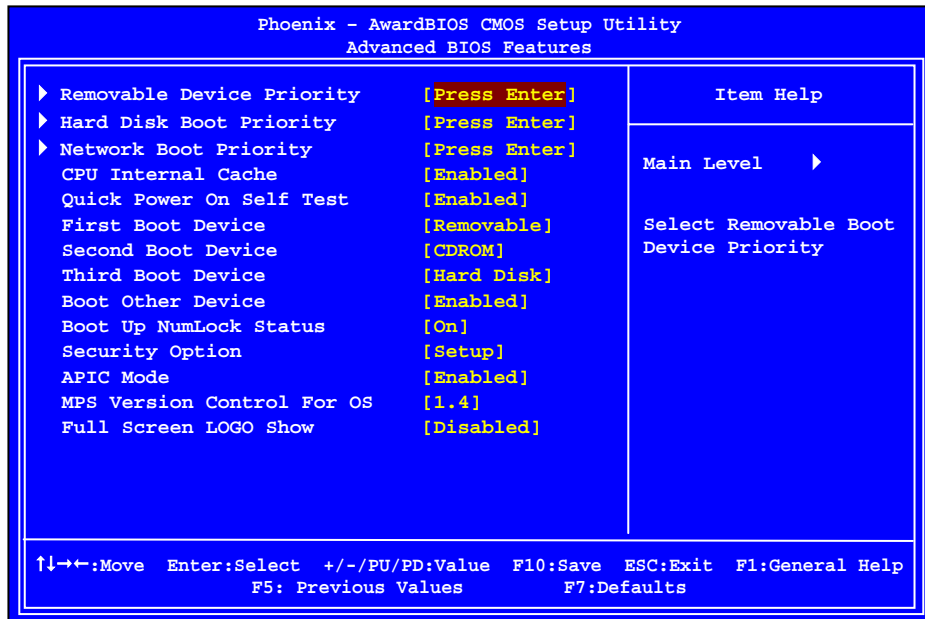 Phoenix – AwardBIOS CMOS Setup Utility
Advanced BIOS Features
Removable Device Priority [Press Enter]
Hard Disk Boot Priority [Press Enter]
Network Boot Priority [Press Enter]
CPU Internal Cache [Enabled]
Quick Power On Self Test [Enabled]
First Boot Device [Removable]
Second Boot Device [CDROM]
Third Boot Device [Hard Disk]
Boot Other Device [Enabled]
Boot Up NumLock Status [On]
Security Option [Setup]
APIC Mode [Enabled]
MPS Version Control For OS [1.4]
Full Screen LOGO Show [Disabled]
Item Help
Main Level
Select Removable Boot
Device Priority
↑↓→←:Move Enter:Select +/-/PU/PD:Value F10:Save ESC:Exit F1:General Help
F5: Previous Values F7:Defaults